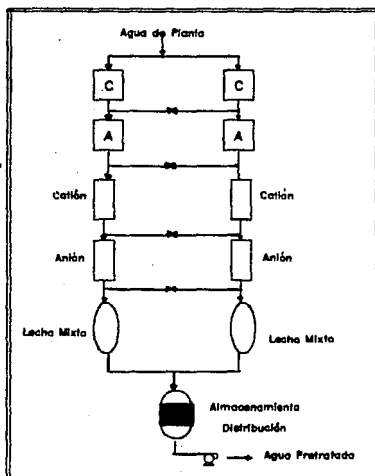 Agua de Planta
C C
A A
Catión Catión
Anión Anión
Lecho Mixto Lecho Mixto
Almacenamiento
Distribución
Agua Pretratada